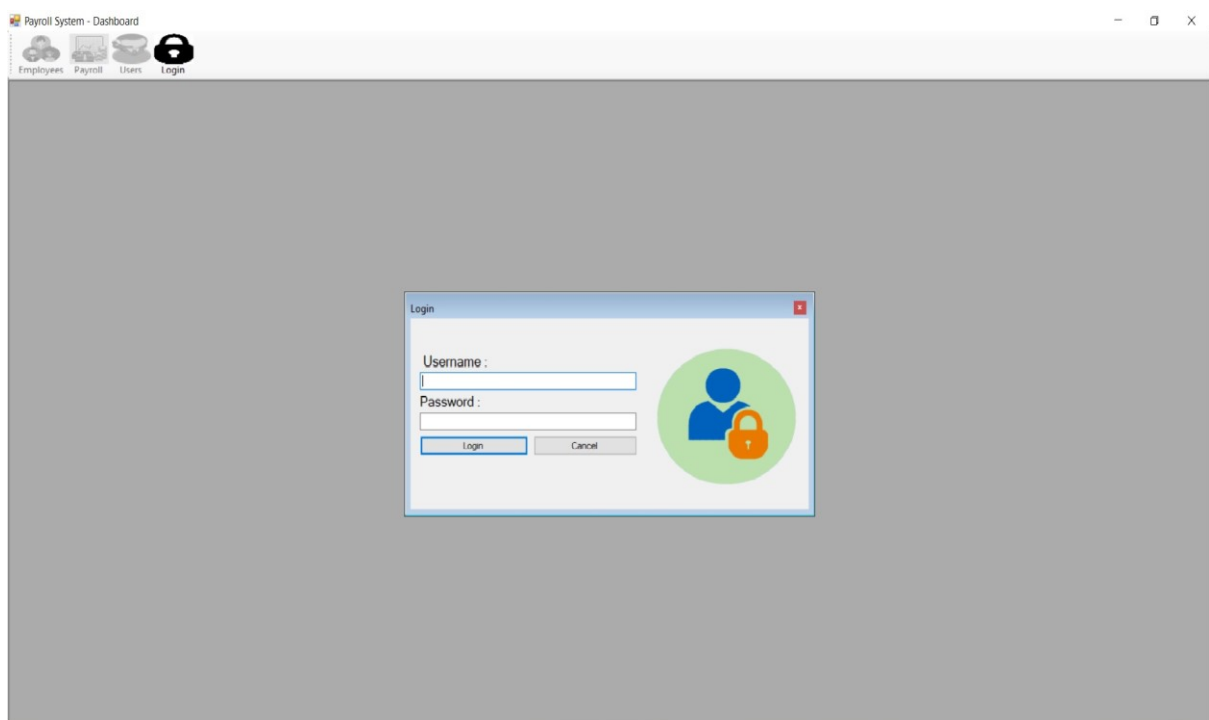 Payroll System - Dashboard
Employees Payroll Users Login
Login
Username :
Password :
Login Cancel